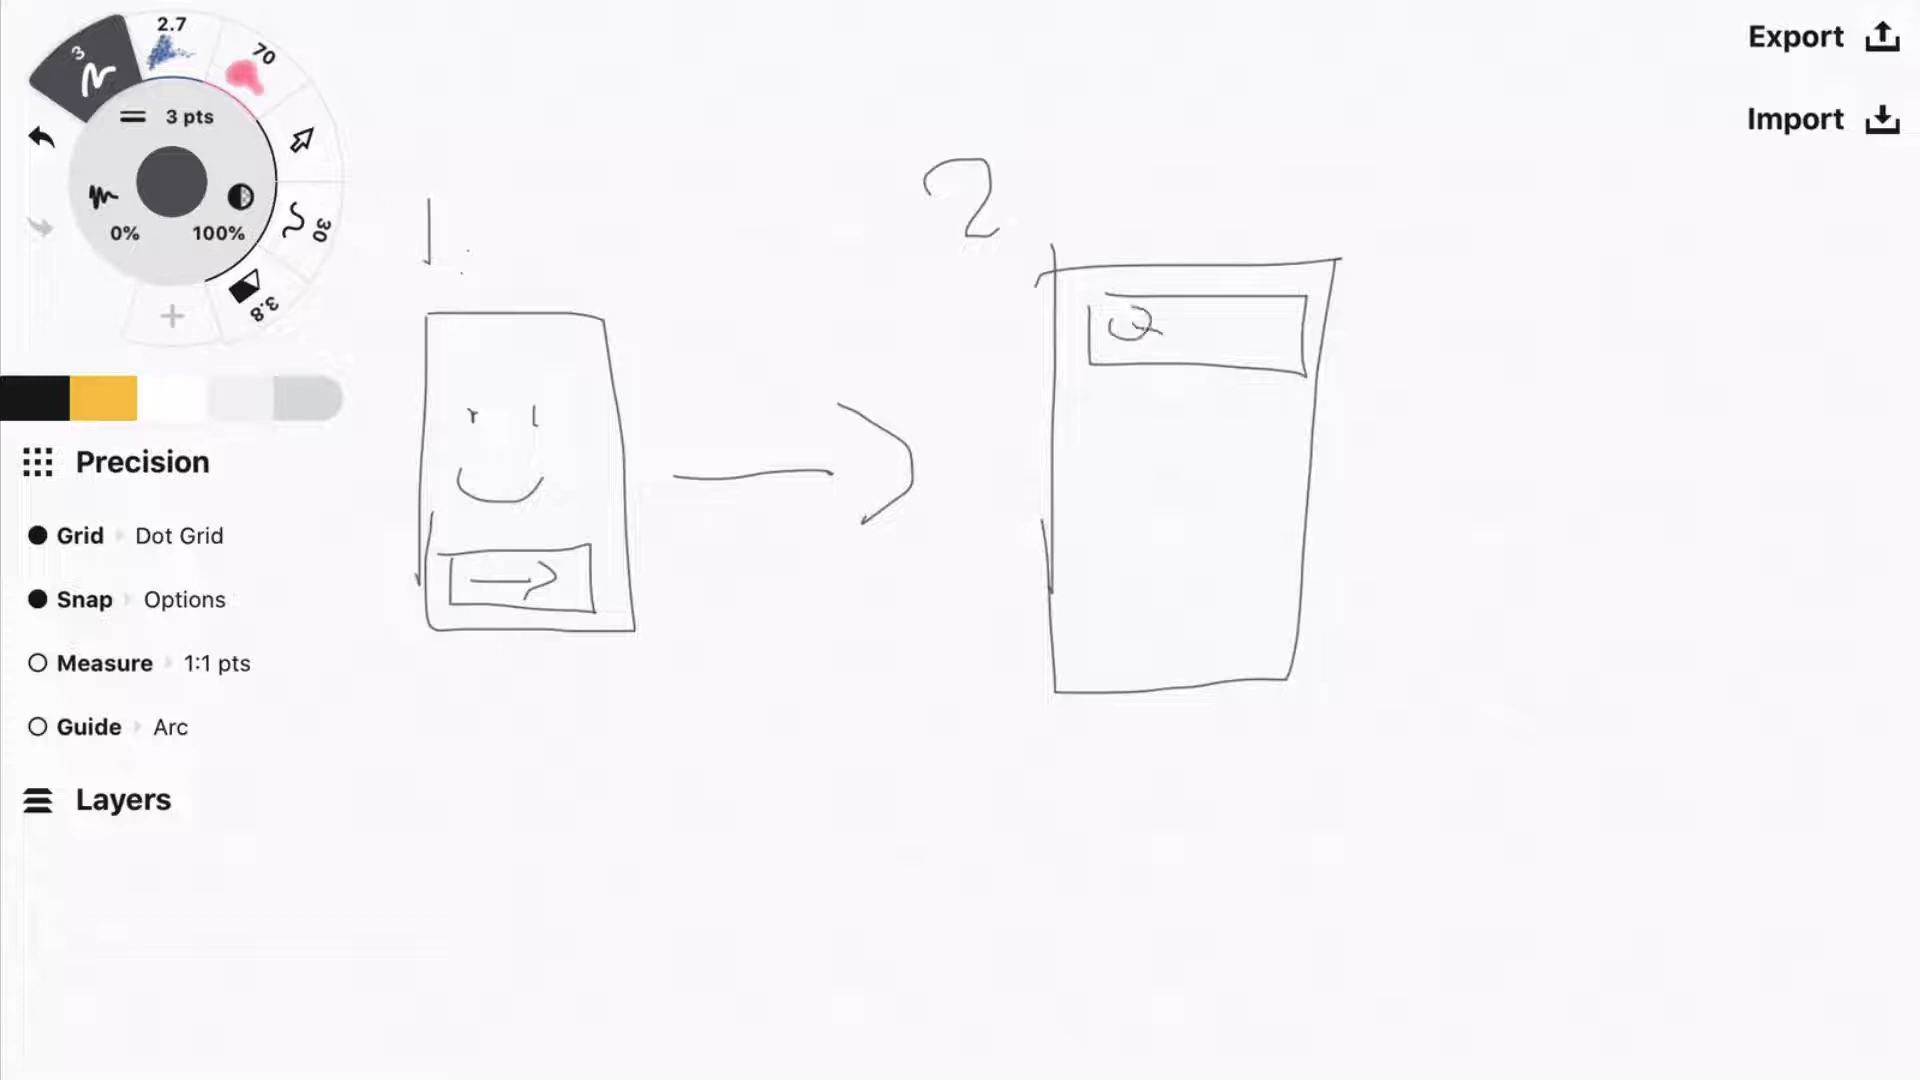 2.7
3
70
3 pts
0%
100%
30
3.8
Precision
Grid Dot Grid
Snap Options
Measure 1:1 pts
Guide Arc
Layers
Export
Import
1.
2